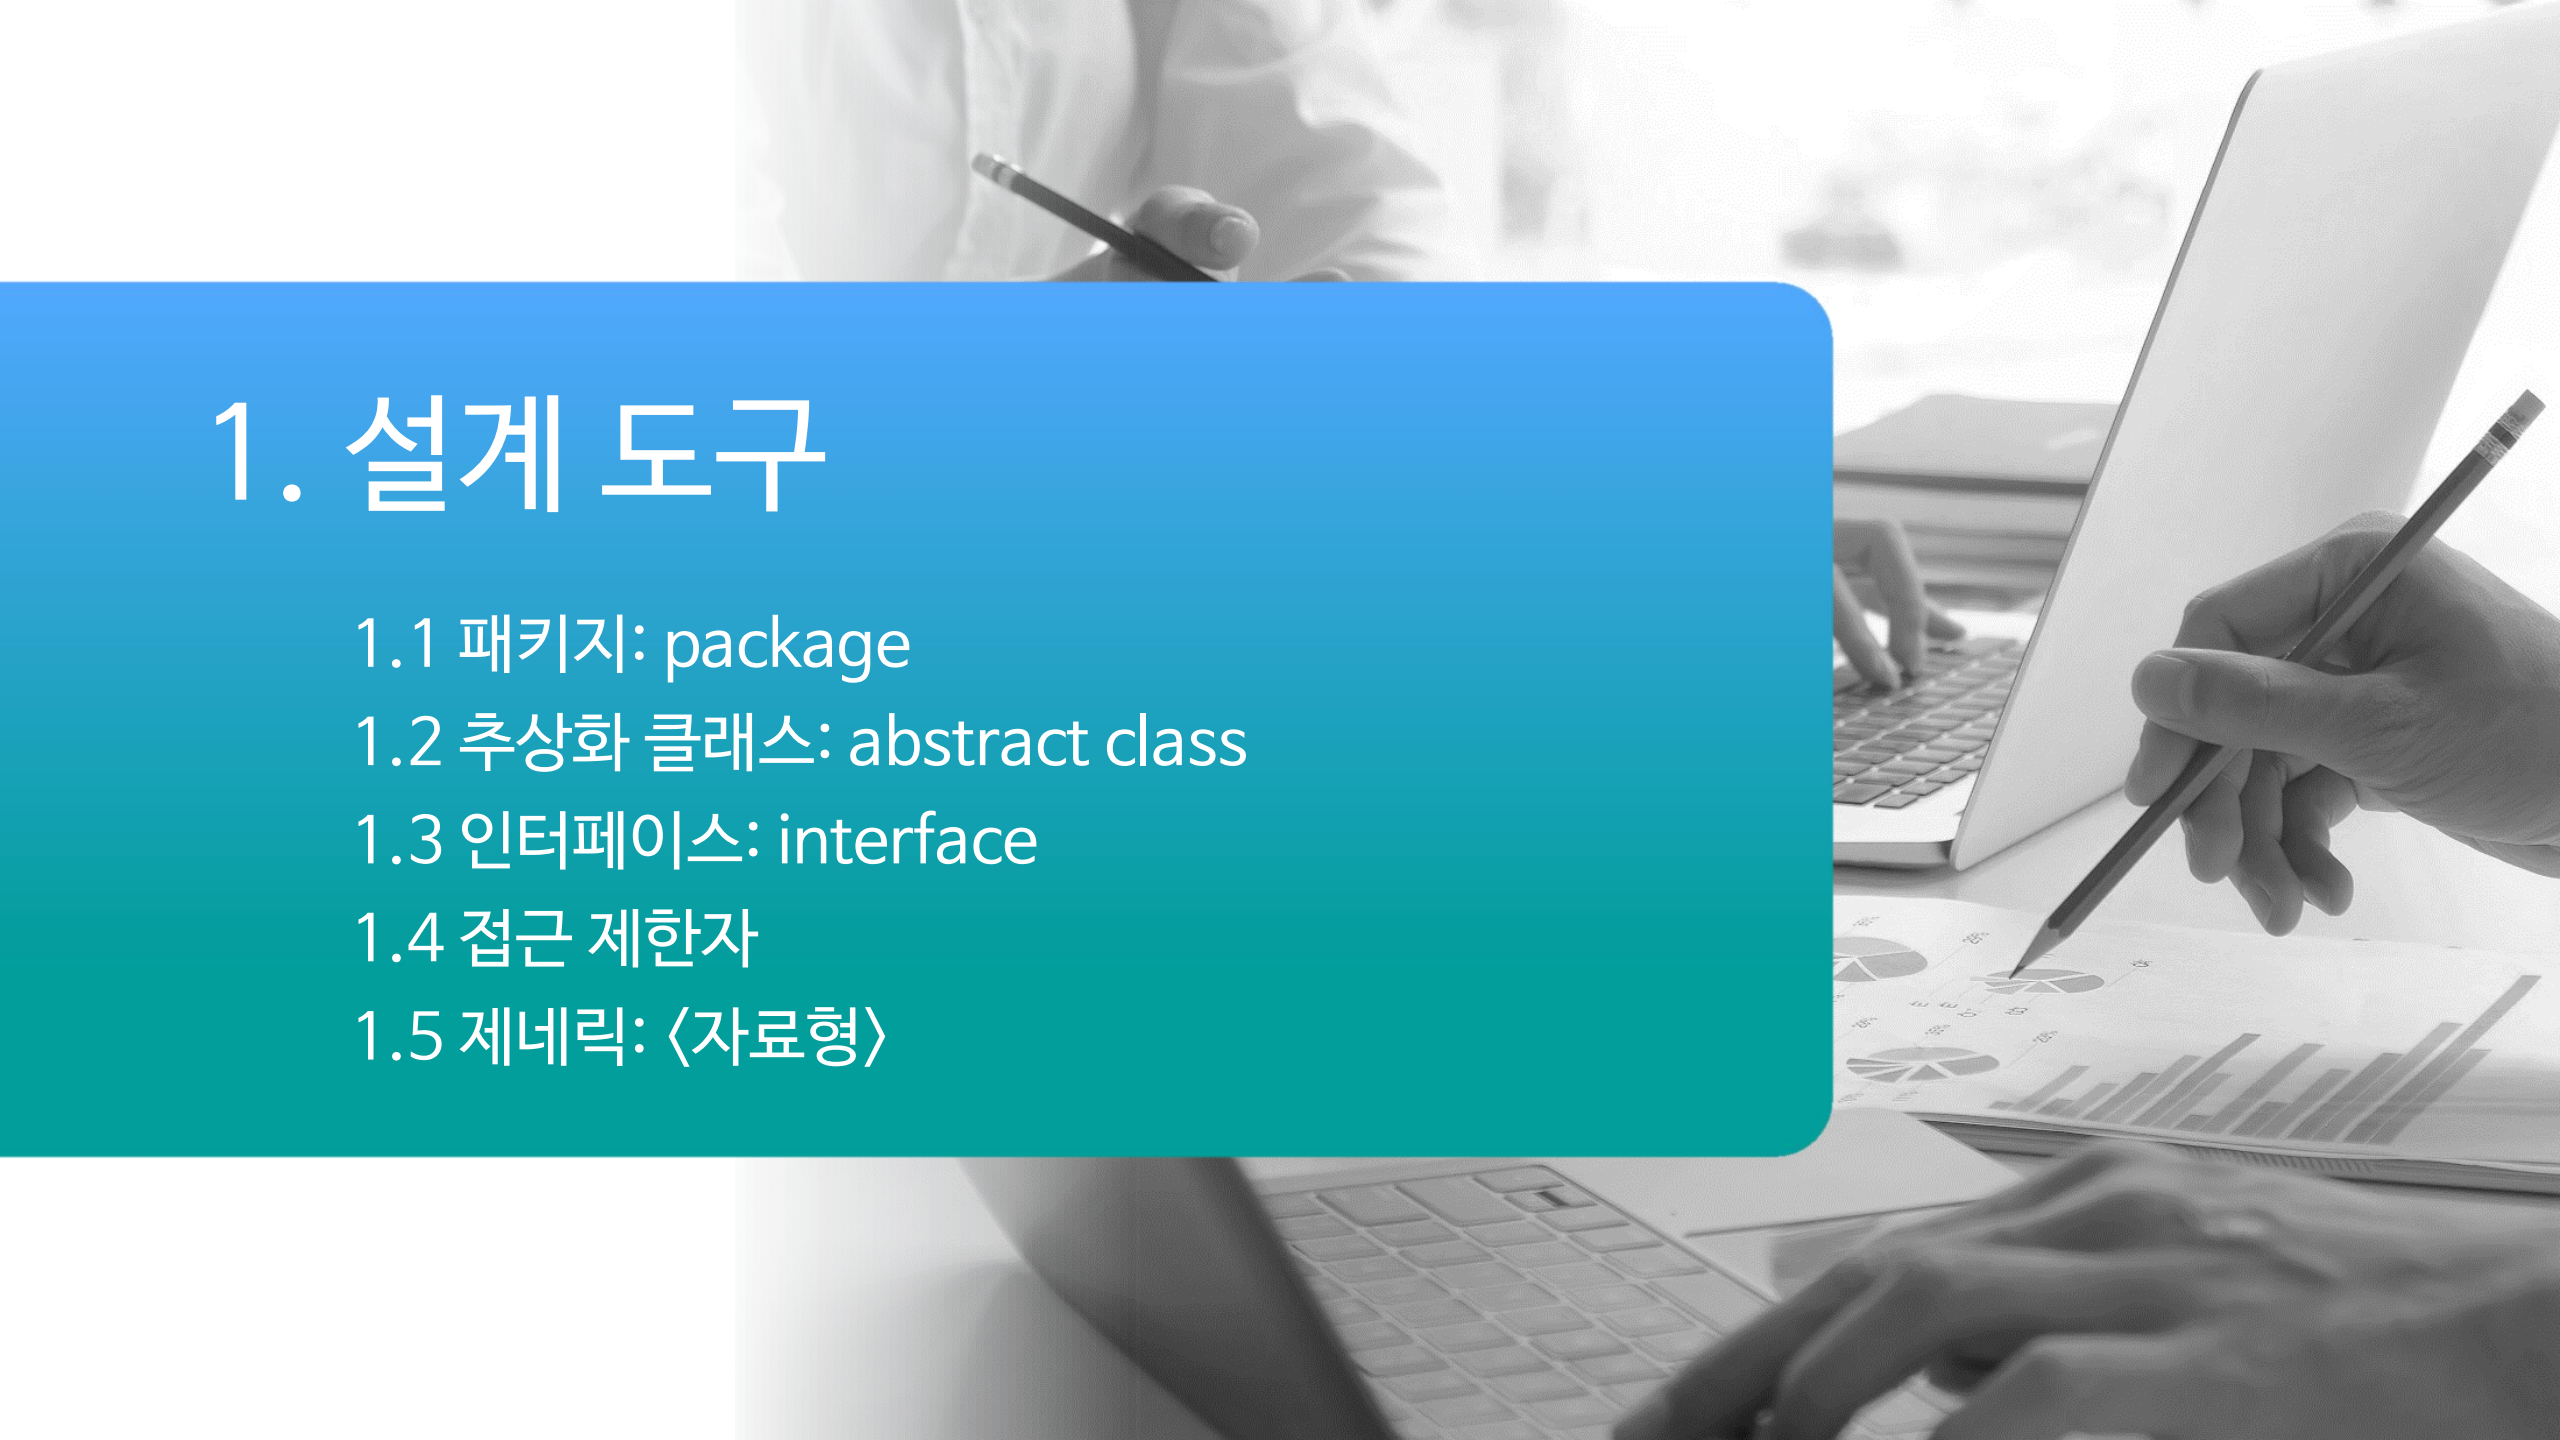 1. 설계 도구
1.1 패키지: package
1.2 추상화 클래스: abstract class
1.3 인터페이스: interface
1.4 접근 제한자
1.5 제네릭: <자료형>